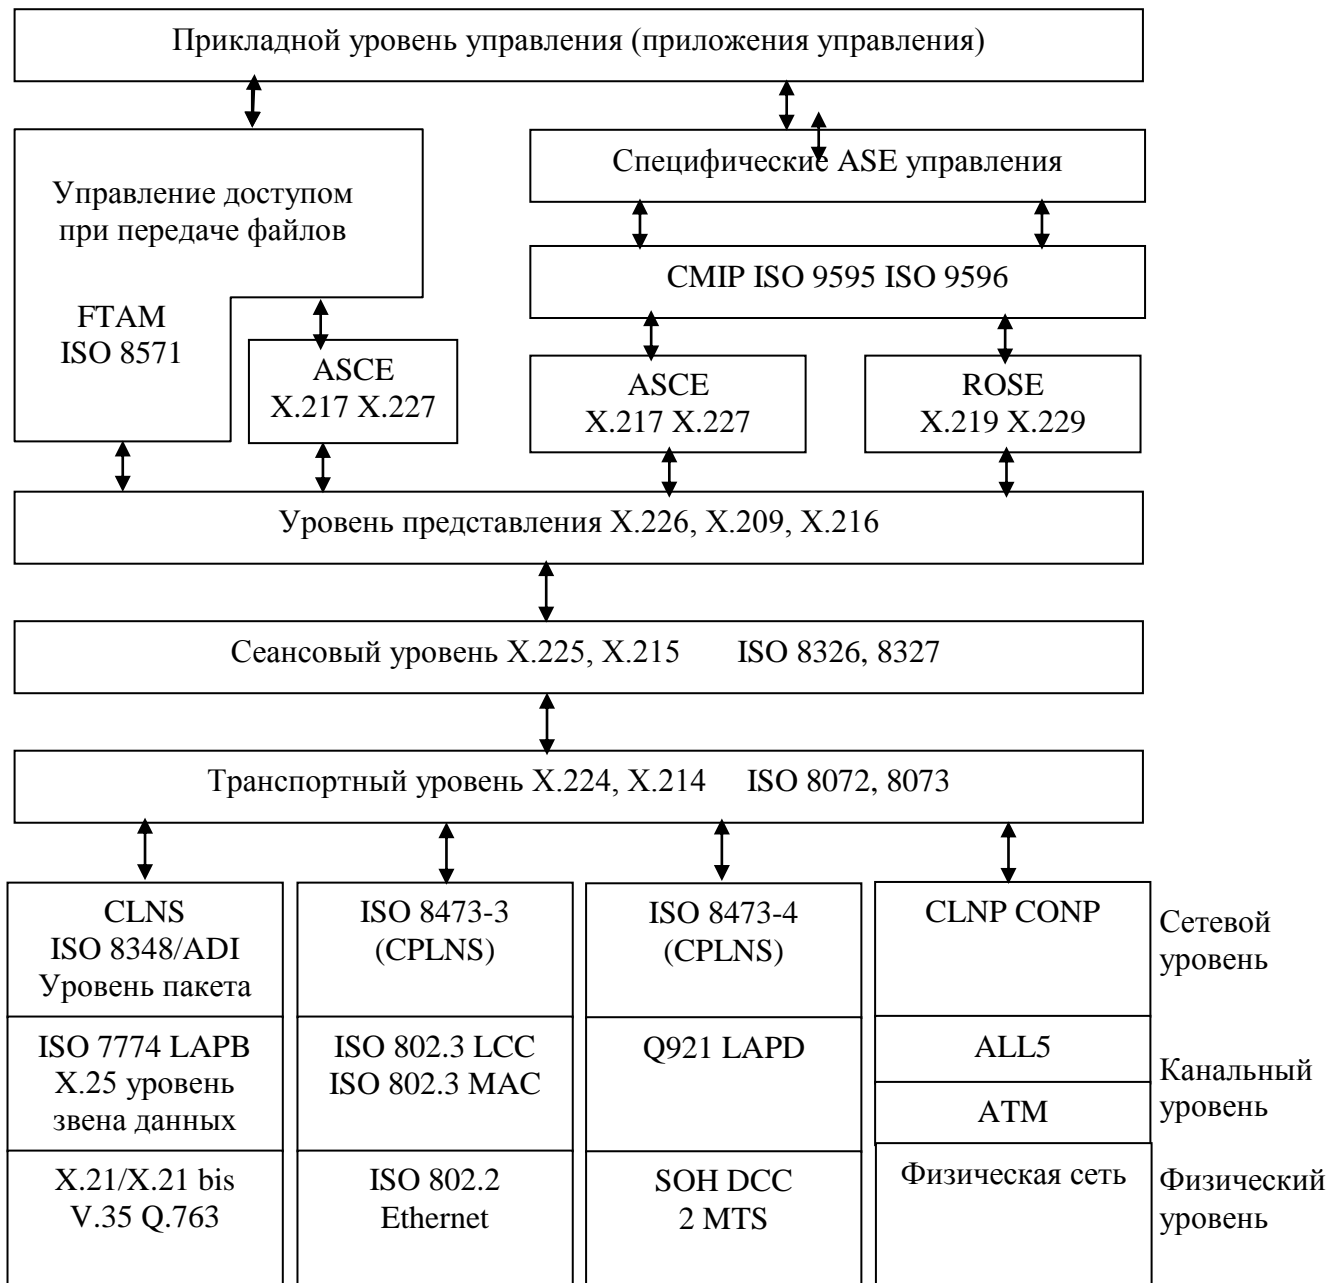 Прикладной уровень управления (приложения управления)
Управление доступом
при передаче файлов
FTAM
ISO 8571
ASCE
X.217 X.227
Специфические ASE управления
CMIP ISO 9595 ISO 9596
ASCE
X.217 X.227
ROSE
X.219 X.229
Уровень представления X.226, X.209, X.216
Сеансовый уровень X.225, X.215 ISO 8326, 8327
Транспортный уровень X.224, X.214 ISO 8072, 8073
CLNS
ISO 8348/ADI
Уровень пакета
ISO 8473-3
(CPLNS)
ISO 8473-4
(CPLNS)
CLNP CONP
Сетевой
уровень
ISO 7774 LAPB
X.25 уровень
звена данных
ISO 802.3 LCC
ISO 802.3 MAC
Q921 LAPD
ALL5
ATM
Канальный
уровень
X.21/X.21 bis
V.35 Q.763
ISO 802.2
Ethernet
SOH DCC
2 MTS
Физическая сеть
Физический
уровень